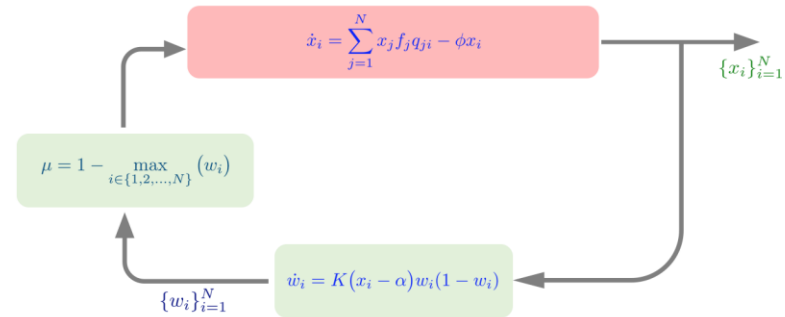 ẋ_i = \sum_{j=1}^{N} x_j f_j q_{ji} − ϕx_i
{x_i}_{i=1}^{N}
μ = 1 − \max_{i∈{1,2,...,N}} (w_i)
ẇ_i = K(x_i − α)w_i(1 − w_i)
{w_i}_{i=1}^{N}